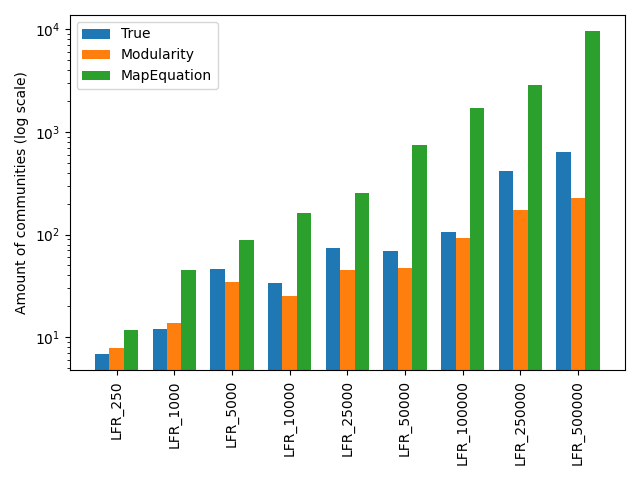 True
Modularity
MapEquation
Amount of communities (log scale)
10^4
10^3
10^2
10^1
LFR_250
LFR_1000
LFR_5000
LFR_10000
LFR_25000
LFR_50000
LFR_100000
LFR_250000
LFR_500000